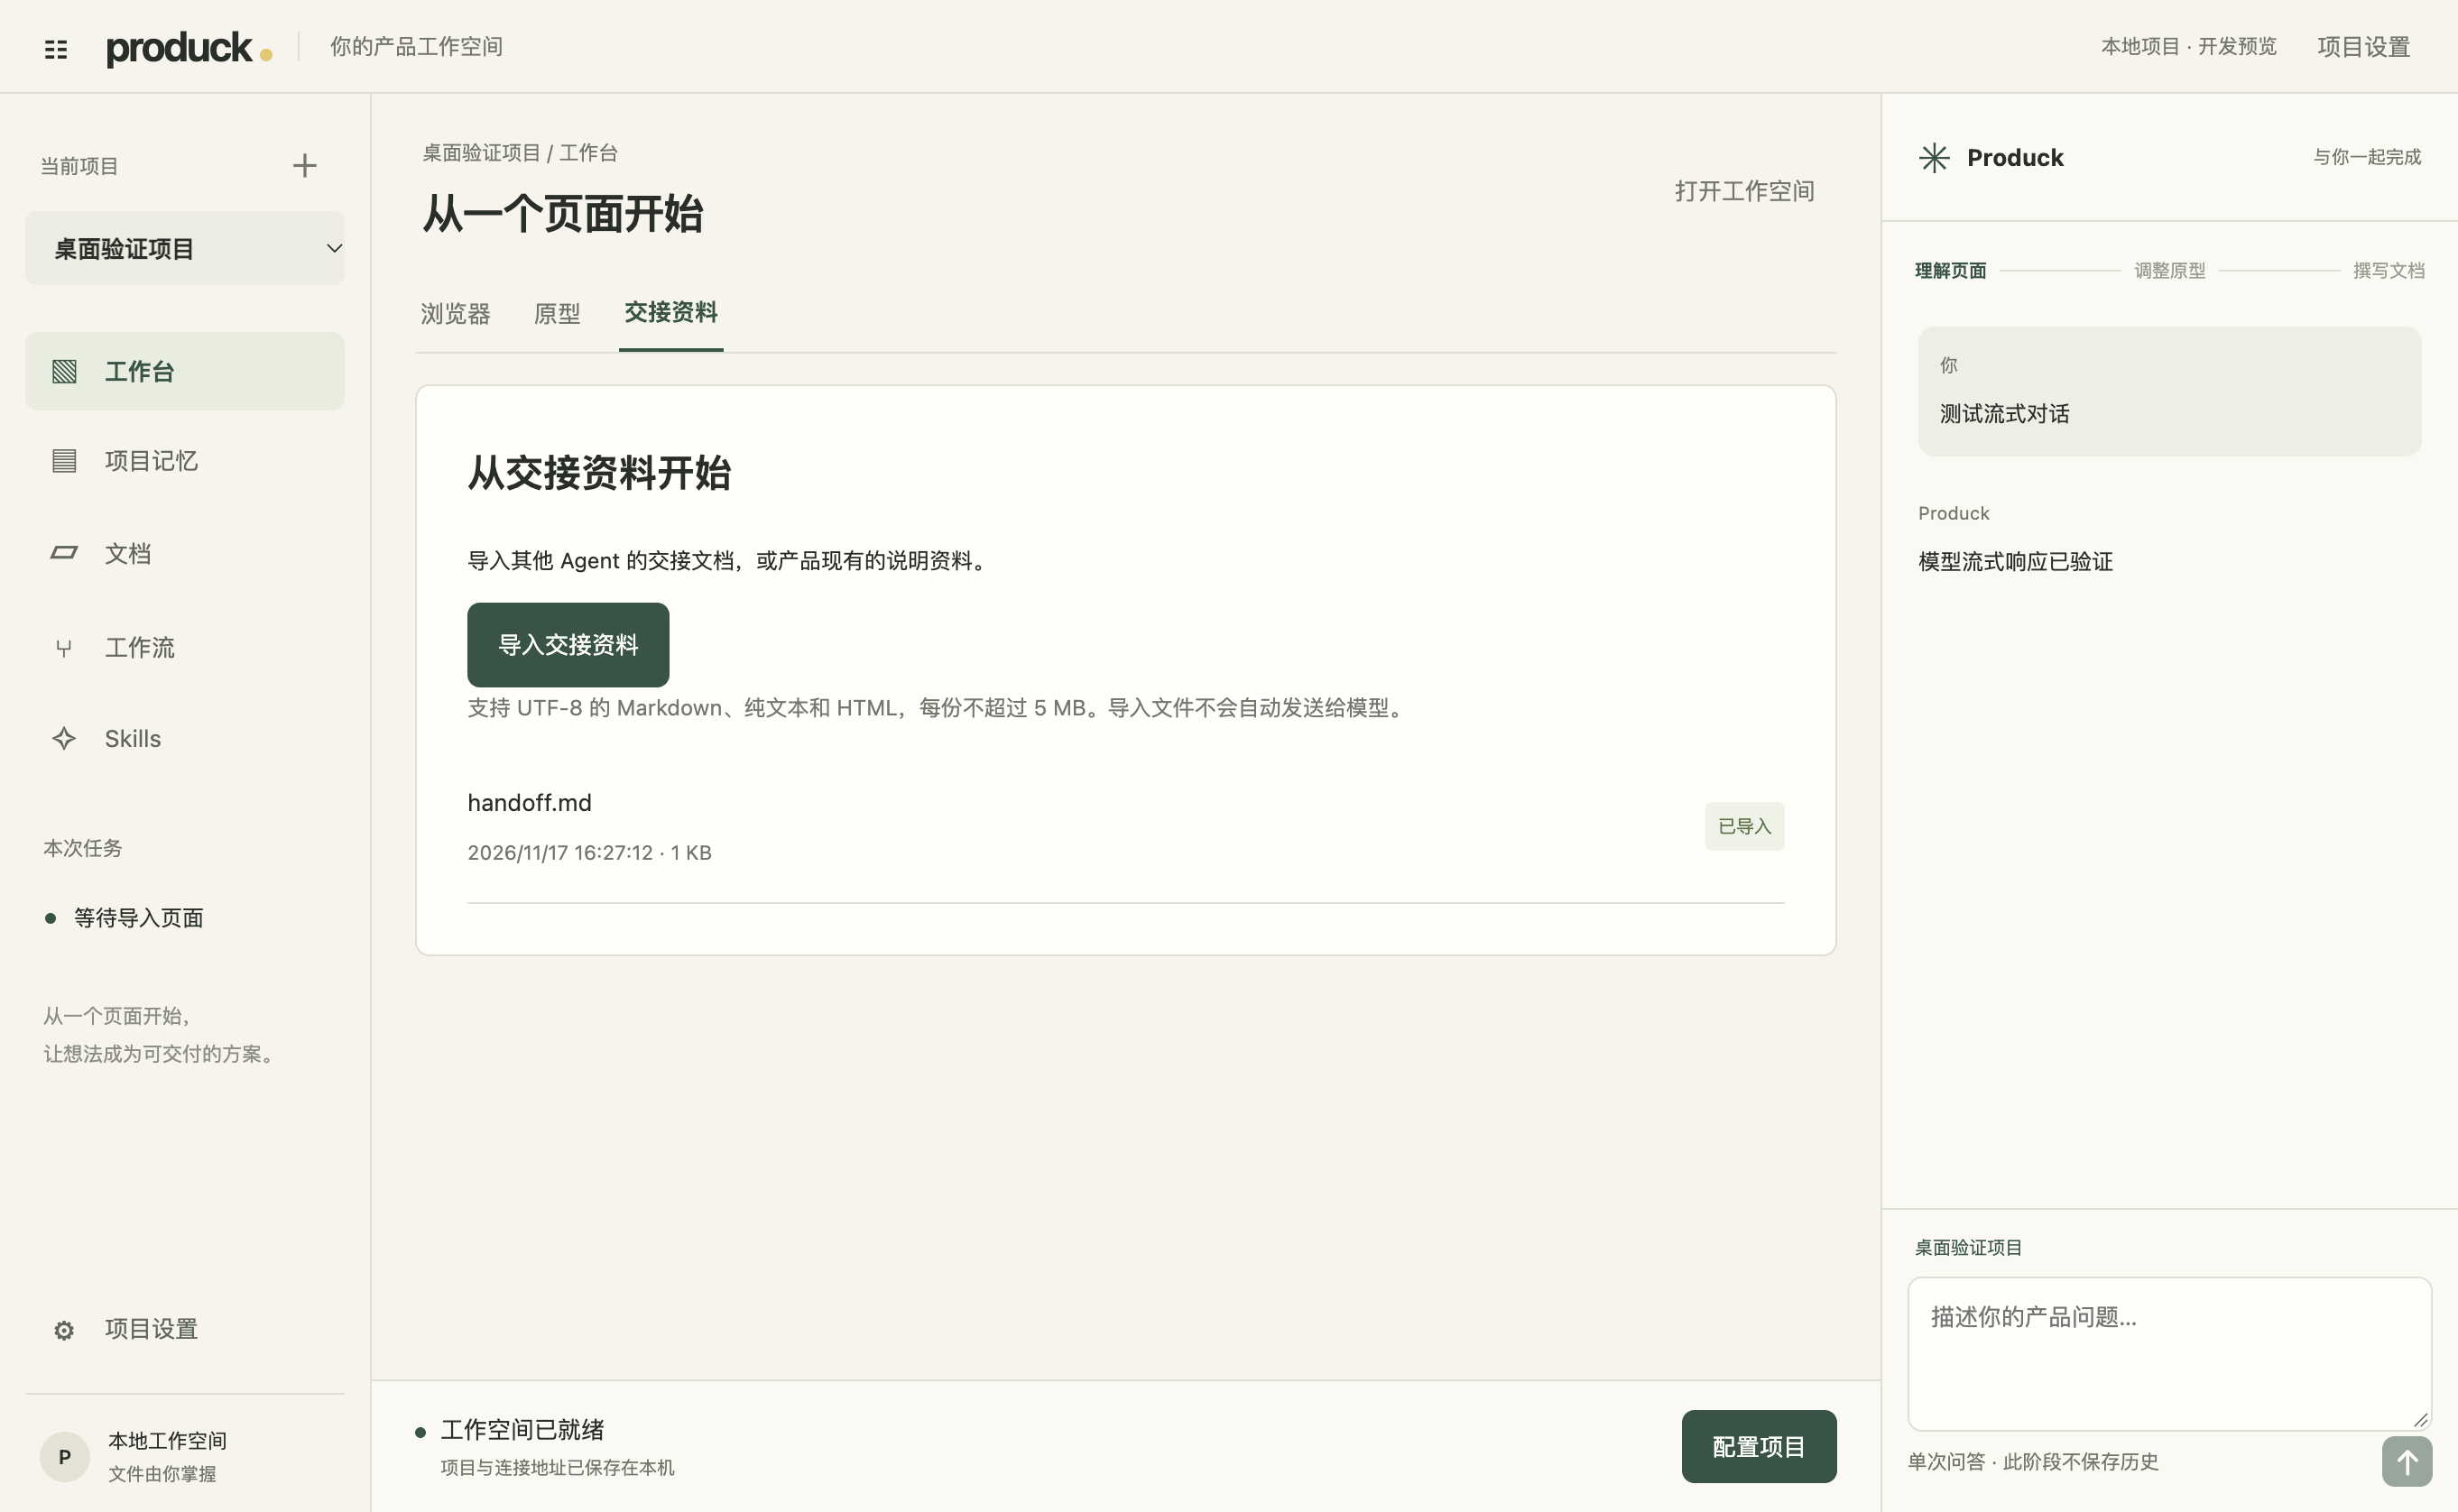 produck
你的产品工作空间
本地项目 · 开发预览
项目设置
当前项目
桌面验证项目
工作台
项目记忆
文档
工作流
Skills
本次任务
等待导入页面
从一个页面开始，
让想法成为可交付的方案。
项目设置
P
本地工作空间
文件由你掌握
桌面验证项目 / 工作台
从一个页面开始
打开工作空间
浏览器
原型
交接资料
从交接资料开始
导入其他 Agent 的交接文档，或产品现有的说明资料。
导入交接资料
支持 UTF-8 的 Markdown、纯文本和 HTML，每份不超过 5 MB。导入文件不会自动发送给模型。
handoff.md
2026/11/17 16:27:12 · 1 KB
已导入
工作空间已就绪
项目与连接地址已保存在本机
配置项目
Produck
与你一起完成
理解页面
调整原型
撰写文档
你
测试流式对话
Produck
模型流式响应已验证
桌面验证项目
描述你的产品问题...
单次问答 · 此阶段不保存历史